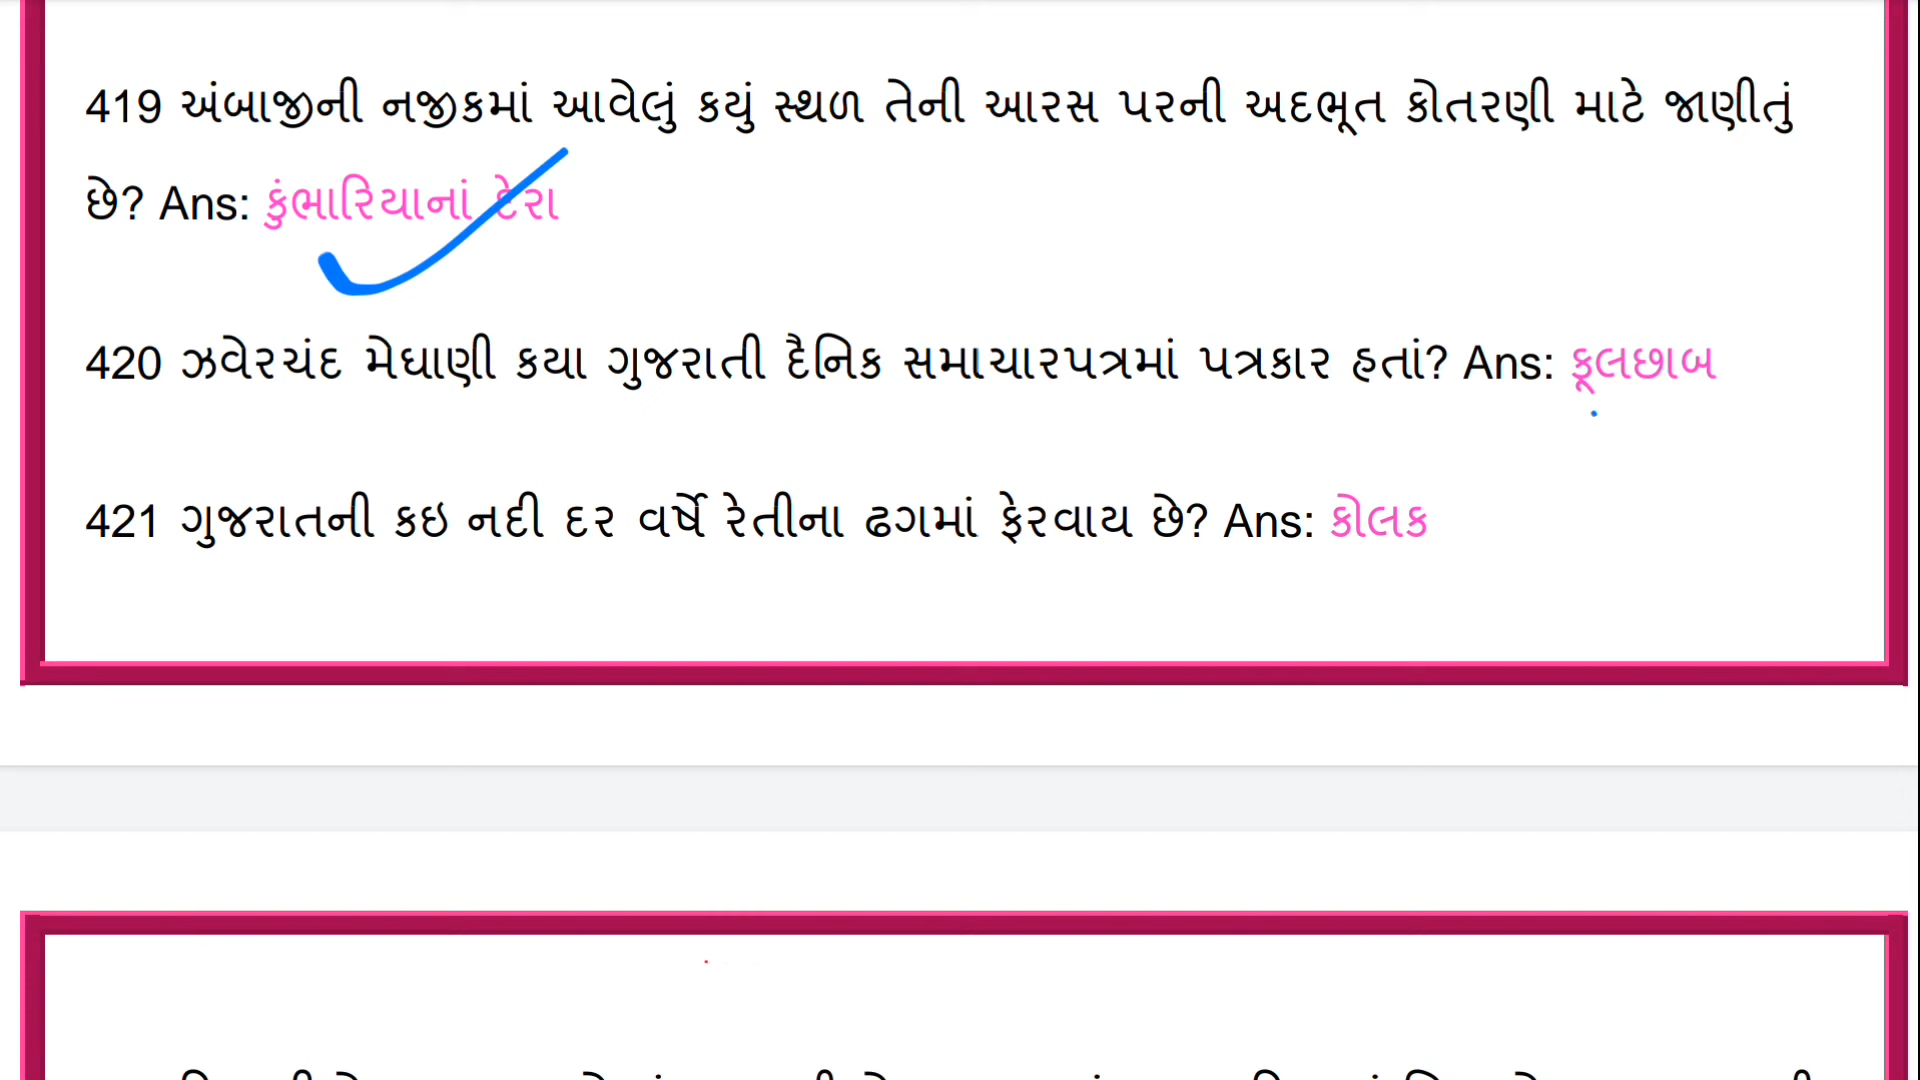 419 અંબાજીની નજીકમાં આવેલું કયું સ્થળ તેની આરસ પરની અદભૂત કોતરણી માટે જાણીતું
છે? Ans: કુંભારિયાનાં દેરા
420 ઝવેરચંદ મેઘાણી કયા ગુજરાતી દૈનિક સમાચારપત્રમાં પત્રકાર હતાં? Ans: ફૂલછાબ
421 ગુજરાતની કઇ નદી દર વર્ષે રેતીના ઢગમાં ફેરવાય છે? Ans: કોલક